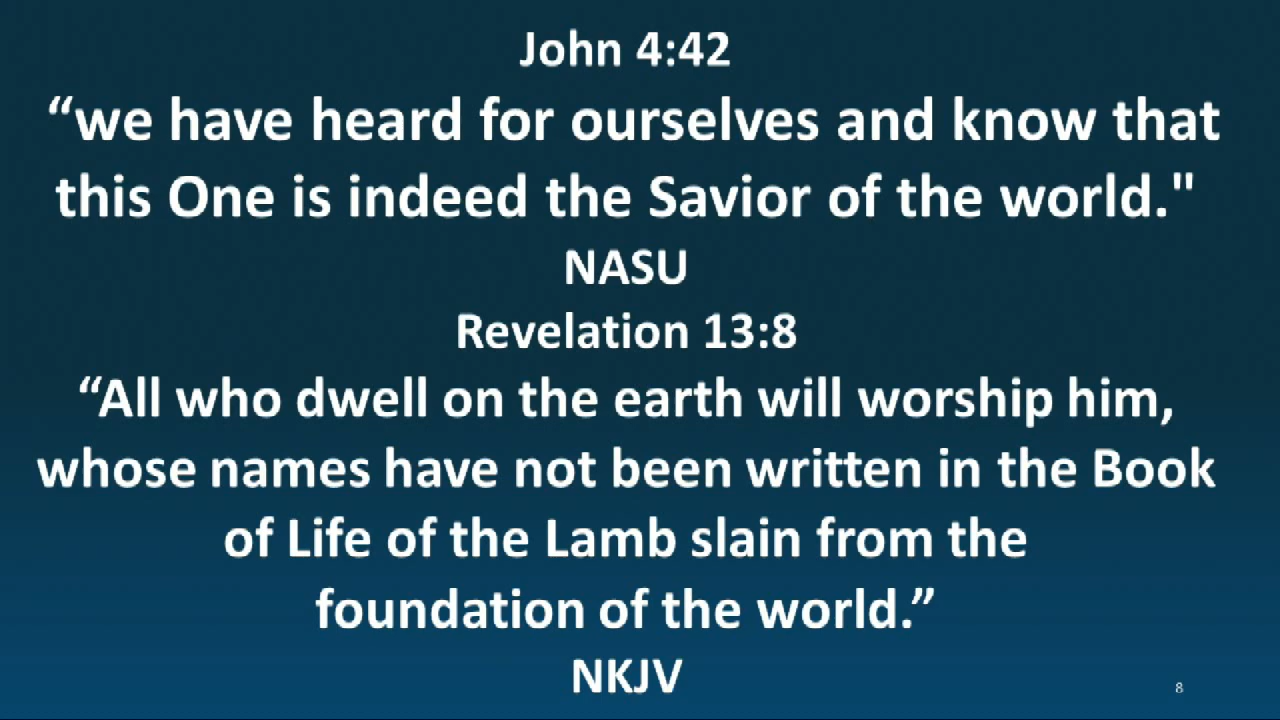 John 4:42
“we have heard for ourselves and know that
this One is indeed the Savior of the world."
NASU
Revelation 13:8
“All who dwell on the earth will worship him,
whose names have not been written in the Book
of Life of the Lamb slain from the
foundation of the world.”
NKJV
8